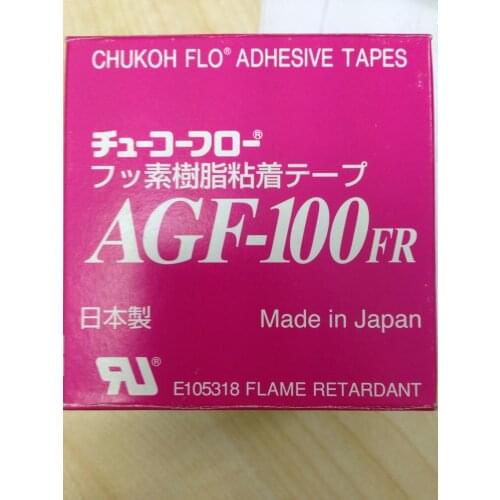 CHUKOH FLO® ADHESIVE TAPES
チューコーフロー®
フッ素樹脂粘着テープ
AGF-100FR
日本製 Made in Japan
RU® E105318 FLAME RETARDANT